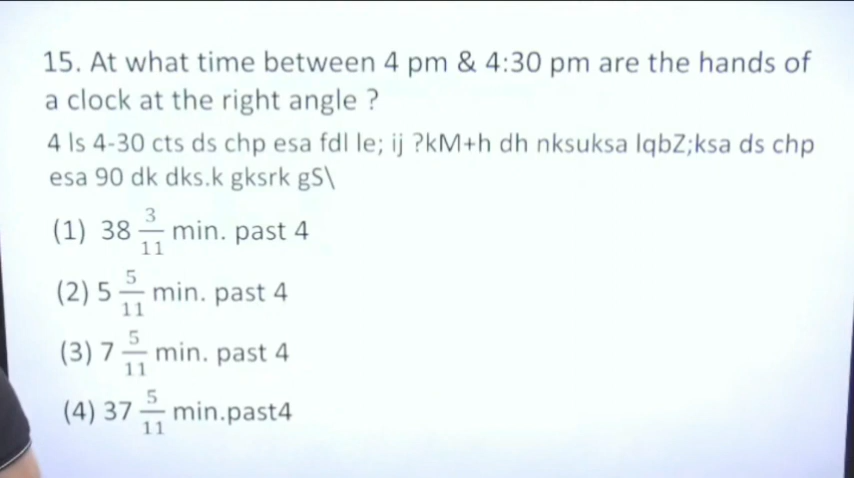 15. At what time between 4 pm & 4:30 pm are the hands of
a clock at the right angle ?
4 ls 4-30 cts ds chp esa fdl le; ij ?kM+h dh nksuksa lqbZ;ksa ds chp
esa 90 dk dks.k gksrk gS\
(1) 38 3/11 min. past 4
(2) 5 5/11 min. past 4
(3) 7 5/11 min. past 4
(4) 37 5/11 min.past4